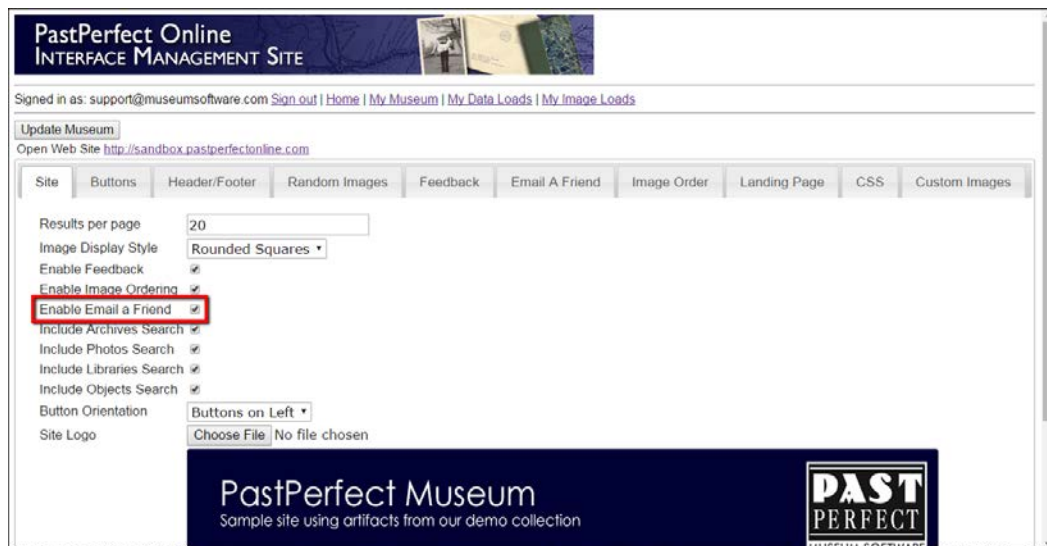 PastPerfect Online
INTERFACE MANAGEMENT SITE
Signed in as: support@museumsoftware.com Sign out | Home | My Museum | My Data Loads | My Image Loads
Update Museum
Open Web Site http://sandbox.pastperfectonline.com
Site Buttons Header/Footer Random Images Feedback Email A Friend Image Order Landing Page CSS Custom Images
Results per page 20
Image Display Style Rounded Squares
Enable Feedback
Enable Image Ordering
Enable Email a Friend
Include Archives Search
Include Photos Search
Include Libraries Search
Include Objects Search
Button Orientation Buttons on Left
Site Logo Choose File No file chosen
PastPerfect Museum
Sample site using artifacts from our demo collection
PAST
PERFECT
MUSEUM SOFTWARE